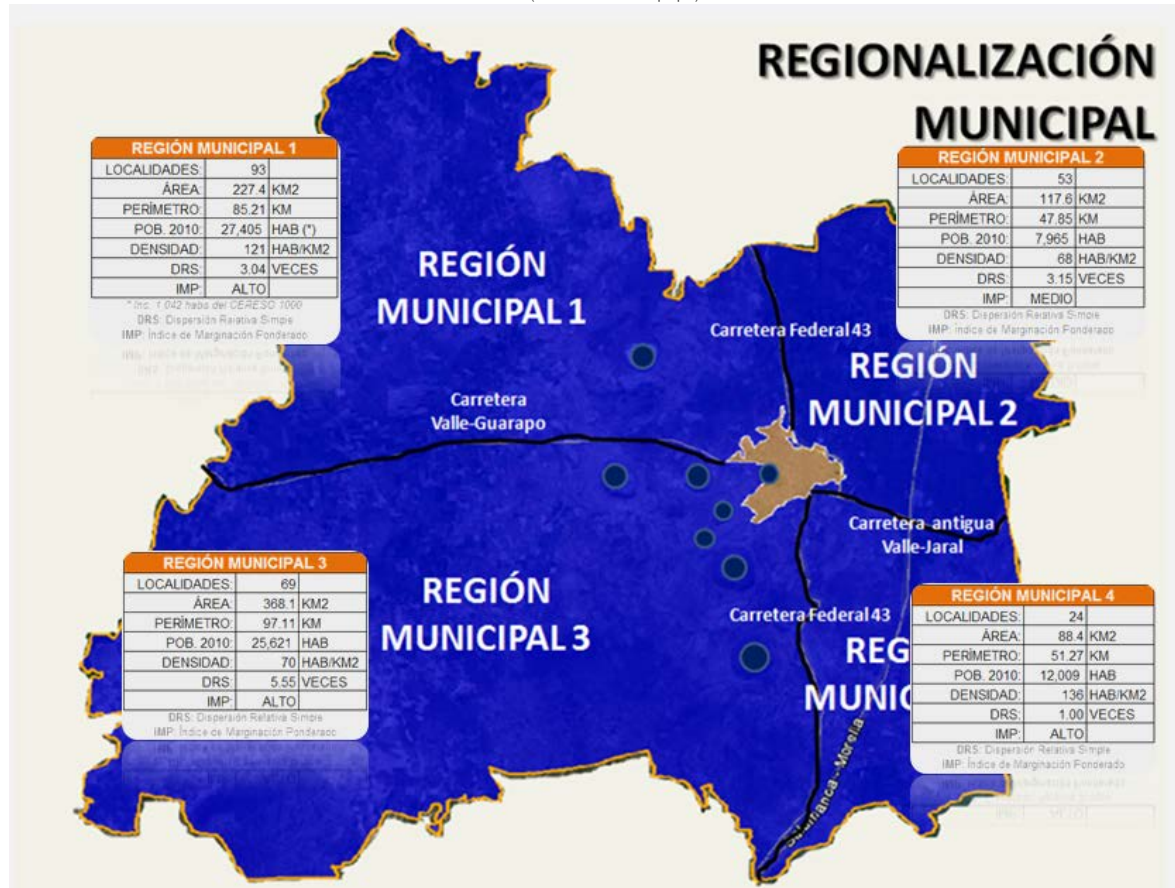 REGIONALIZACIÓN
MUNICIPAL
REGIÓN MUNICIPAL 1
LOCALIDADES: 93
ÁREA: 227.4 KM2
PERÍMETRO: 85.21 KM
POB. 2010: 27,405 HAB (*)
DENSIDAD: 121 HAB/KM2
DRS: 3.04 VECES
IMP: ALTO
* Inc. 1 042 habs del CERESO 1000
DRS: Dispersión Relativa Simple
IMP: Índice de Marginación Ponderado
REGIÓN MUNICIPAL 2
LOCALIDADES: 53
ÁREA: 117.6 KM2
PERÍMETRO: 47.85 KM
POB. 2010: 7,965 HAB
DENSIDAD: 68 HAB/KM2
DRS: 3.15 VECES
IMP: MEDIO
DRS: Dispersión Relativa Simple
IMP: Índice de Marginación Ponderado
REGIÓN
MUNICIPAL 1
Carretera Federal 43
REGIÓN
MUNICIPAL 2
Carretera
Valle-Guarapo
Carretera antigua
Valle-Jaral
REGIÓN MUNICIPAL 3
LOCALIDADES: 69
ÁREA: 368.1 KM2
PERÍMETRO: 97.11 KM
POB. 2010: 25,621 HAB
DENSIDAD: 70 HAB/KM2
DRS: 5.55 VECES
IMP: ALTO
DRS: Dispersión Relativa Simple
IMP: Índice de Marginación Ponderado
REGIÓN
MUNICIPAL 3
Carretera Federal 43
REG
MUNIC
REGIÓN MUNICIPAL 4
LOCALIDADES: 24
ÁREA: 88.4 KM2
PERÍMETRO: 51.27 KM
POB. 2010: 12,009 HAB
DENSIDAD: 136 HAB/KM2
DRS: 1.00 VECES
IMP: ALTO
DRS: Dispersión Relativa Simple
IMP: Índice de Marginación Ponderado
Salamanca - Morelia